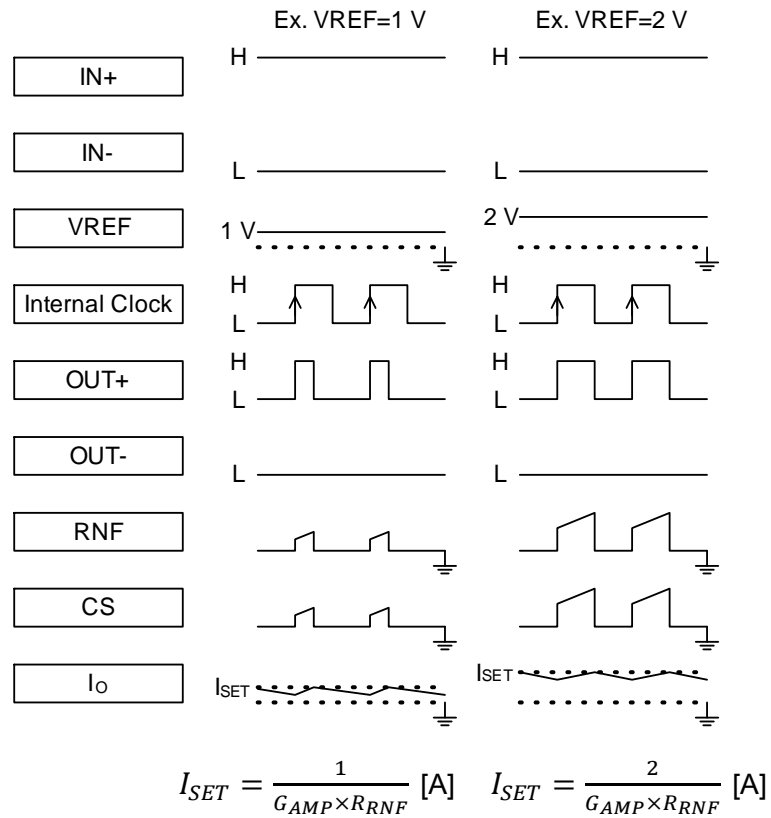 Ex. VREF=1 V
Ex. VREF=2 V
IN+
H
H
IN-
L
L
VREF
1 V
2 V
Internal Clock
H
L
H
L
OUT+
H
L
H
L
OUT-
L
L
RNF
CS
IO
ISET
ISET
ISET = 1 / GAMP×RRNF [A]
ISET = 2 / GAMP×RRNF [A]